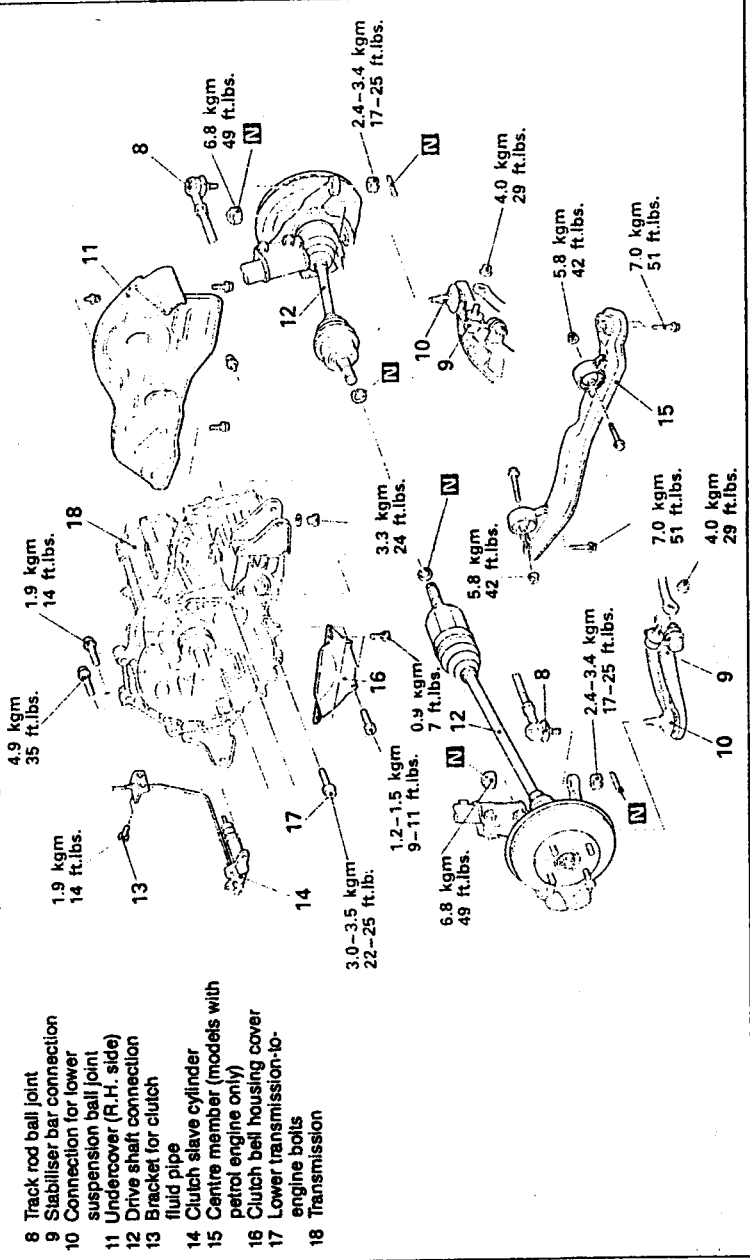 8 Track rod ball joint
9 Stabiliser bar connection
10 Connection for lower
suspension ball joint
11 Undercover (R.H. side)
12 Drive shaft connection
13 Bracket for clutch
fluid pipe
14 Clutch slave cylinder
15 Centre member (models with
petrol engine only)
16 Clutch bell housing cover
17 Lower transmission-to-
engine bolts
18 Transmission
4.9 kgm
35 ft.lbs.
1.9 kgm
14 ft.lbs.
18
11
8
6.8 kgm
49 ft.lbs.
N
2.4–3.4 kgm
17–25 ft.lbs.
N
1.9 kgm
14 ft.lbs.
13
14
17
3.0–3.5 kgm
22–25 ft.lb.
16
0.9 kgm
7 ft.lbs.
1.2–1.5 kgm
9–11 ft.lbs.
12
N
3.3 kgm
24 ft.lbs.
10
9
4.0 kgm
29 ft.lbs.
N
12
N
6.8 kgm
49 ft.lbs.
8
N
2.4–3.4 kgm
17–25 ft.lbs.
5.8 kgm
42 ft.lbs.
5.8 kgm
42 ft.lbs.
7.0 kgm
51 ft.lbs.
15
7.0 kgm
51 ft.lbs.
4.0 kgm
29 ft.lbs.
9
10